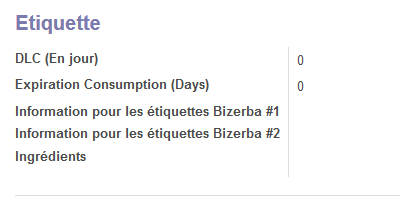 Etiquette
DLC (En jour) 0
Expiration Consumption (Days) 0
Information pour les étiquettes Bizerba #1
Information pour les étiquettes Bizerba #2
Ingrédients